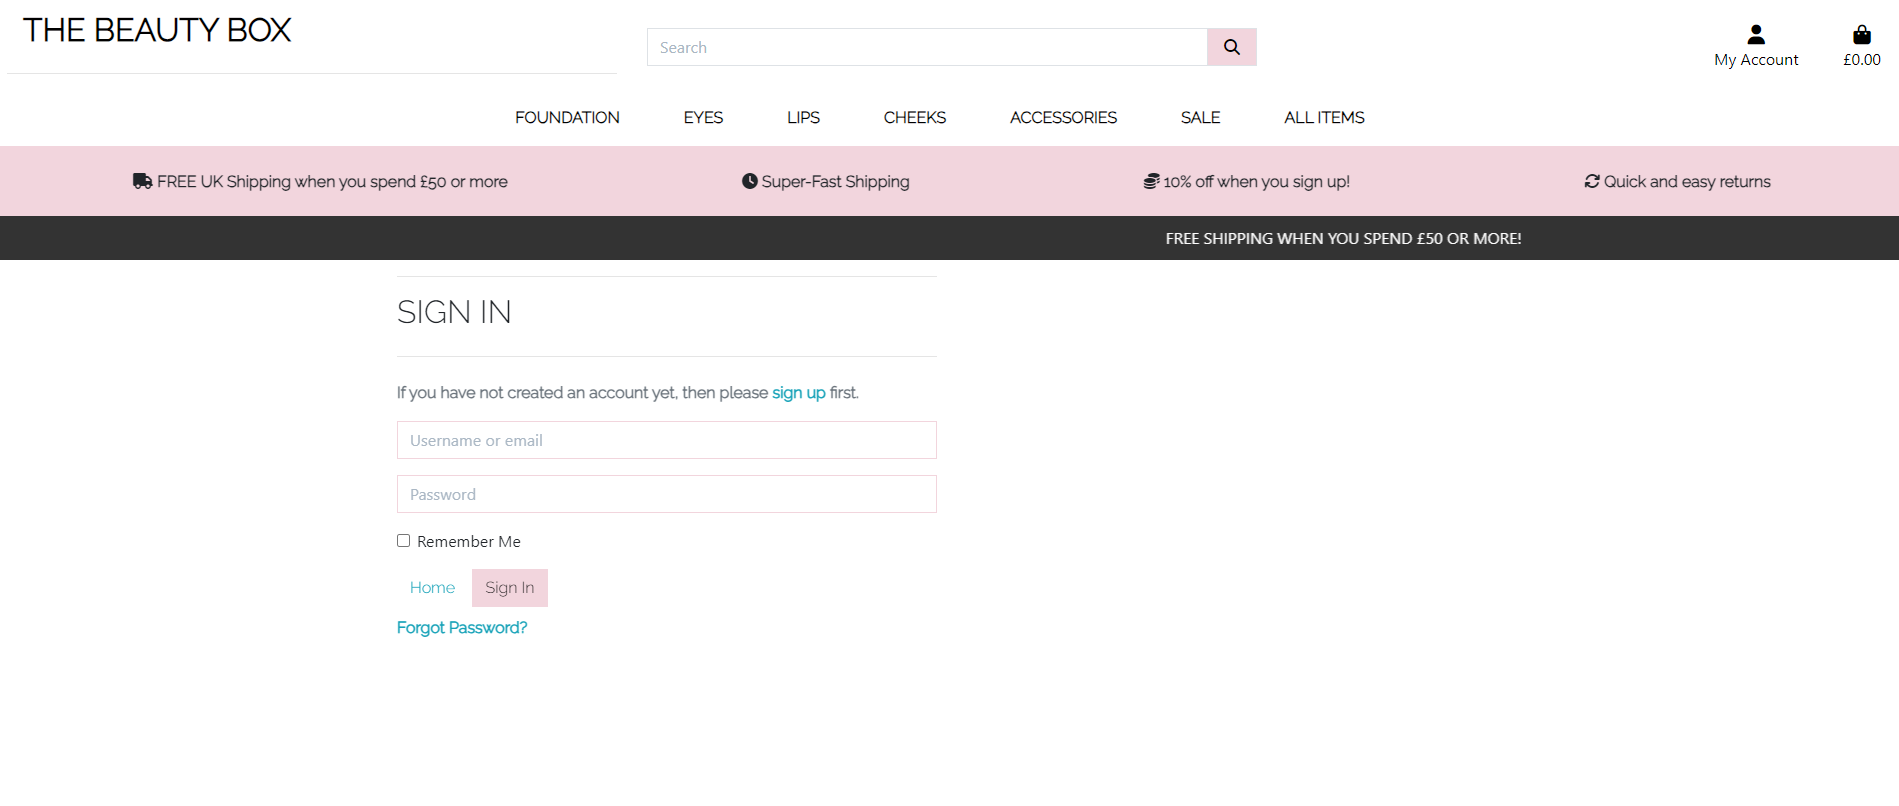 THE BEAUTY BOX
Search
My Account
£0.00
FOUNDATION
EYES
LIPS
CHEEKS
ACCESSORIES
SALE
ALL ITEMS
FREE UK Shipping when you spend £50 or more
Super-Fast Shipping
10% off when you sign up!
Quick and easy returns
FREE SHIPPING WHEN YOU SPEND £50 OR MORE!
SIGN IN
If you have not created an account yet, then please sign up first.
Username or email
Password
Remember Me
Home
Sign In
Forgot Password?